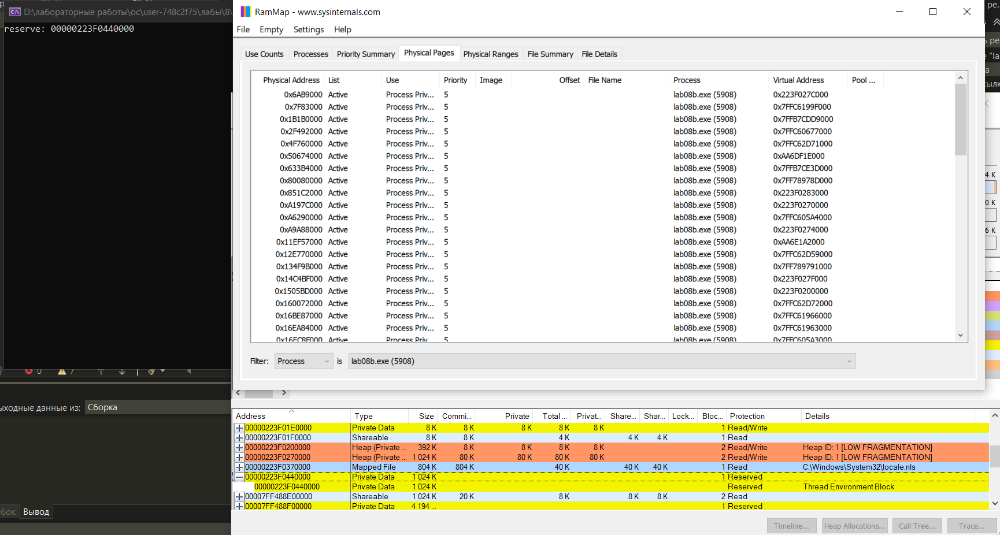 D:\лабораторные работы\ос\user-748c2f75\лабы\8\
reserve: 00000223F0440000
RamMap - www.sysinternals.com
File Empty Settings Help
Use Counts Processes Priority Summary Physical Pages Physical Ranges File Summary File Details
Physical Address List Use Priority Image Offset File Name Process Virtual Address Pool ...
0x6AB9000 Active Process Priv... 5 lab08b.exe (5908) 0x223F027C000
0x7F83000 Active Process Priv... 5 lab08b.exe (5908) 0x7FFC6199F000
0x1B1B0000 Active Process Priv... 5 lab08b.exe (5908) 0x7FFB7CDD9000
0x2F492000 Active Process Priv... 5 lab08b.exe (5908) 0x7FFC60677000
0x4F760000 Active Process Priv... 5 lab08b.exe (5908) 0x7FFC62D71000
0x50674000 Active Process Priv... 5 lab08b.exe (5908) 0xAA6DF1E000
0x633B4000 Active Process Priv... 5 lab08b.exe (5908) 0x7FFB7CE3D000
0x80080000 Active Process Priv... 5 lab08b.exe (5908) 0x7FF78978D000
0x851C2000 Active Process Priv... 5 lab08b.exe (5908) 0x223F0283000
0xA197C000 Active Process Priv... 5 lab08b.exe (5908) 0x223F0270000
0xA6290000 Active Process Priv... 5 lab08b.exe (5908) 0x7FFC605A4000
0xA9A88000 Active Process Priv... 5 lab08b.exe (5908) 0x223F0274000
0x11EF57000 Active Process Priv... 5 lab08b.exe (5908) 0xAA6E1A2000
0x12E770000 Active Process Priv... 5 lab08b.exe (5908) 0x7FFC62D59000
0x134F9B000 Active Process Priv... 5 lab08b.exe (5908) 0x7FF789791000
0x14C4BF000 Active Process Priv... 5 lab08b.exe (5908) 0x223F027F000
0x1505BD000 Active Process Priv... 5 lab08b.exe (5908) 0x223F0200000
0x160072000 Active Process Priv... 5 lab08b.exe (5908) 0x7FFC62D72000
0x16BE87000 Active Process Priv... 5 lab08b.exe (5908) 0x7FFC61966000
0x16EA84000 Active Process Priv... 5 lab08b.exe (5908) 0x7FFC61963000
0x16EC8F000 Active Process Priv... 5 lab08b.exe (5908) 0x7FFC605A3000
Filter: Process is lab08b.exe (5908)
0 7
ыходные данные из: Сборка
Address Type Size Commi... Private Total ... Privat... Share... Shar... Lock... Bloc... Protection Details
00000223F01E0000 Private Data 8 K 8 K 8 K 8 K 8 K 1 Read/Write
00000223F01F0000 Shareable 8 K 8 K 4 K 4 K 4 K 1 Read
00000223F0200000 Heap (Private ... 392 K 8 K 8 K 8 K 8 K 2 Read/Write Heap ID: 1 [LOW FRAGMENTATION]
00000223F0270000 Heap (Private ... 1 024 K 80 K 80 K 80 K 80 K 2 Read/Write Heap ID: 1 [LOW FRAGMENTATION]
00000223F0370000 Mapped File 804 K 804 K 40 K 40 K 40 K 1 Read C:\Windows\System32\locale.nls
00000223F0440000 Private Data 1 024 K 1 Reserved
00000223F0440000 Private Data 1 024 K Reserved Thread Environment Block
00007FF488E00000 Shareable 1 024 K 20 K 8 K 8 K 8 K 2 Read
00007FF488F00000 Private Data 4 194 ... 1 Reserved
бок Вывод
Timeline... Heap Allocations... Call Tree... Trace...